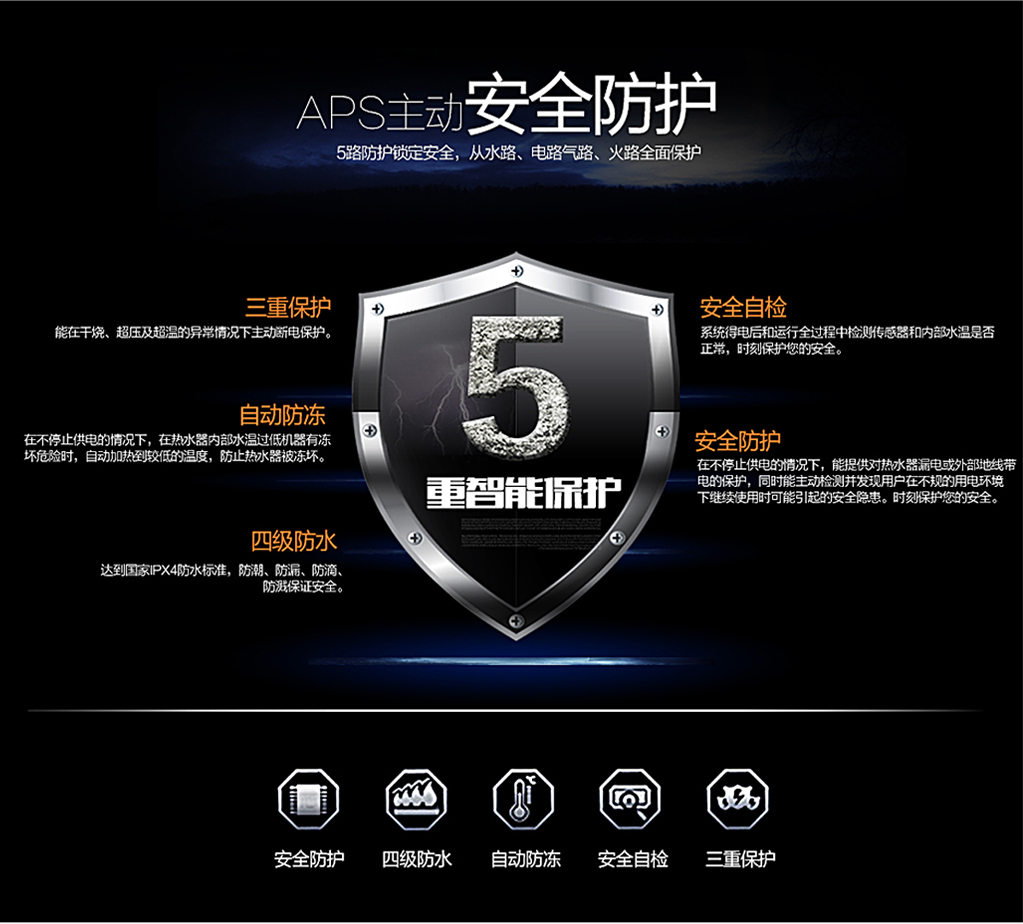 APS主动安全防护
5路防护锁定安全，从水路、电路气路、火路全面保护
三重保护
能在干烧、超压及超温的异常情况下主动断电保护。
自动防冻
在不停止供电的情况下，在热水器内部水温过低机器有冻
坏危险时，自动加热到较低的温度，防止热水器被冻坏。
四级防水
达到国家IPX4防水标准，防潮、防漏、防滴、
防溅保证安全。
5
重智能保护
安全自检
系统得电后和运行全过程中检测传感器和内部水温是否
正常，时刻保护您的安全。
安全防护
在不停止供电的情况下，能提供对热水器漏电或外部地线带
电的保护，同时能主动检测并发现用户在不规的用电环境
下继续使用时可能引起的安全隐患。时刻保护您的安全。
安全防护
四级防水
自动防冻
安全自检
三重保护